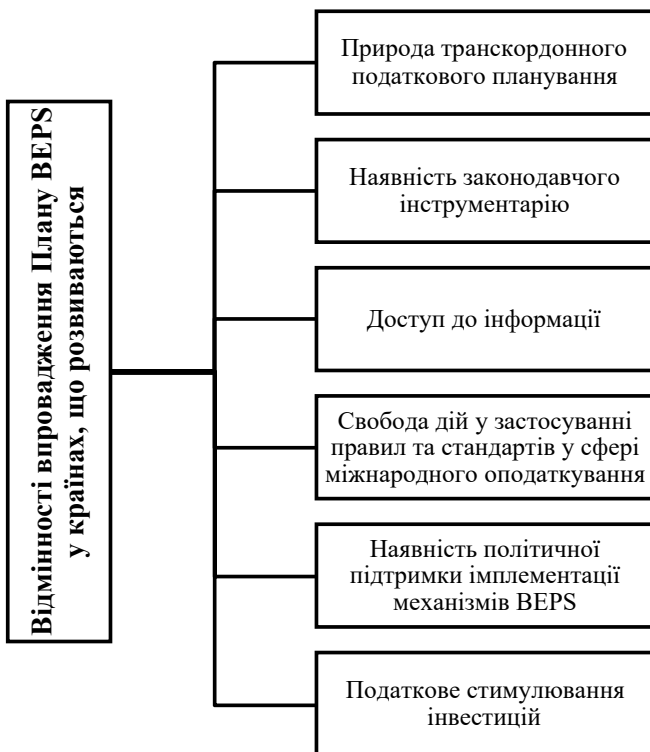 Відмінності впровадження Плану BEPS
у країнах, що розвиваються
Природа транскордонного
податкового планування
Наявність законодавчого
інструментарію
Доступ до інформації
Свобода дій у застосуванні
правил та стандартів у сфері
міжнародного оподаткування
Наявність політичної
підтримки імплементації
механізмів BEPS
Податкове стимулювання
інвестицій